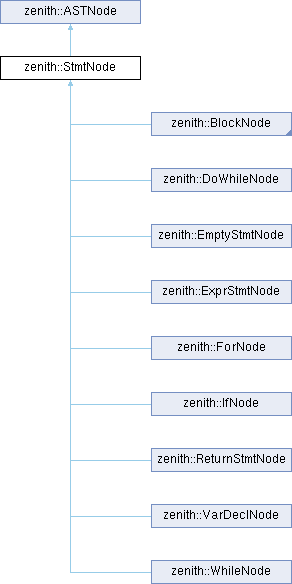 zenith::ASTNode
zenith::StmtNode
zenith::BlockNode
zenith::DoWhileNode
zenith::EmptyStmtNode
zenith::ExprStmtNode
zenith::ForNode
zenith::IfNode
zenith::ReturnStmtNode
zenith::VarDeclNode
zenith::WhileNode